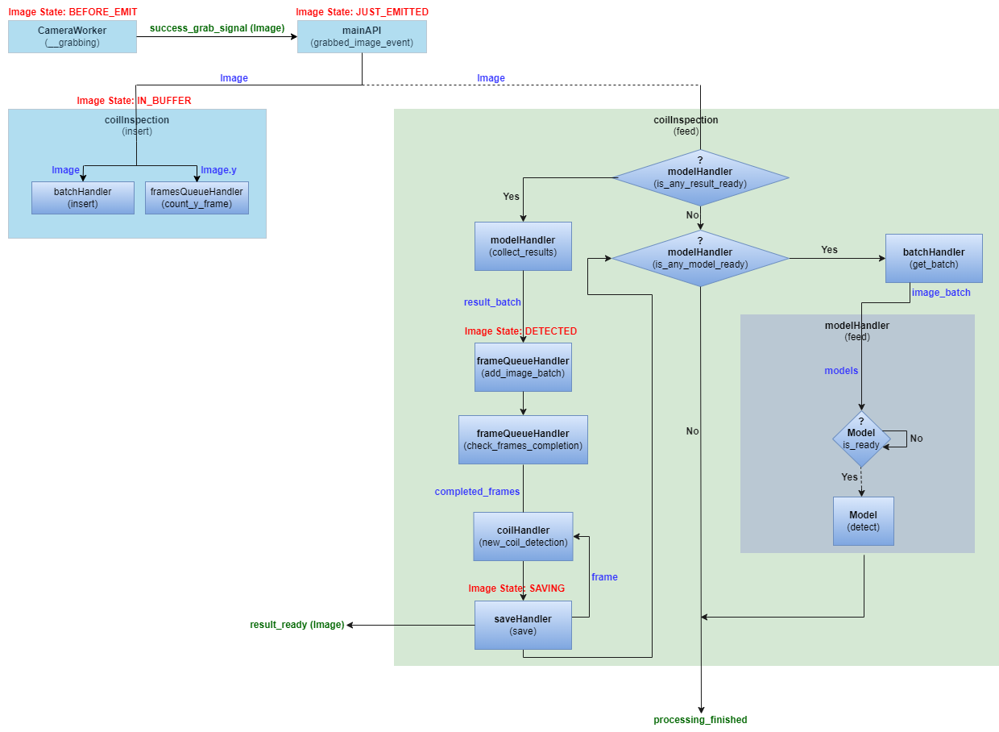 Image State: BEFORE_EMIT
CameraWorker
(__grabbing)
success_grab_signal (Image)
Image State: JUST_EMITTED
mainAPI
(grabbed_image_event)
Image
Image
Image State: IN_BUFFER
coilInspection
(insert)
Image
Image.y
batchHandler
(insert)
framesQueueHandler
(count_y_frame)
coilInspection
(feed)
?
modelHandler
(is_any_result_ready)
Yes
No
modelHandler
(collect_results)
?
modelHandler
(is_any_model_ready)
Yes
batchHandler
(get_batch)
image_batch
result_batch
Image State: DETECTED
frameQueueHandler
(add_image_batch)
frameQueueHandler
(check_frames_completion)
completed_frames
coilHandler
(new_coil_detection)
frame
Image State: SAVING
saveHandler
(save)
result_ready (Image)
No
modelHandler
(feed)
models
?
Model
is_ready
No
Yes
Model
(detect)
processing_finished